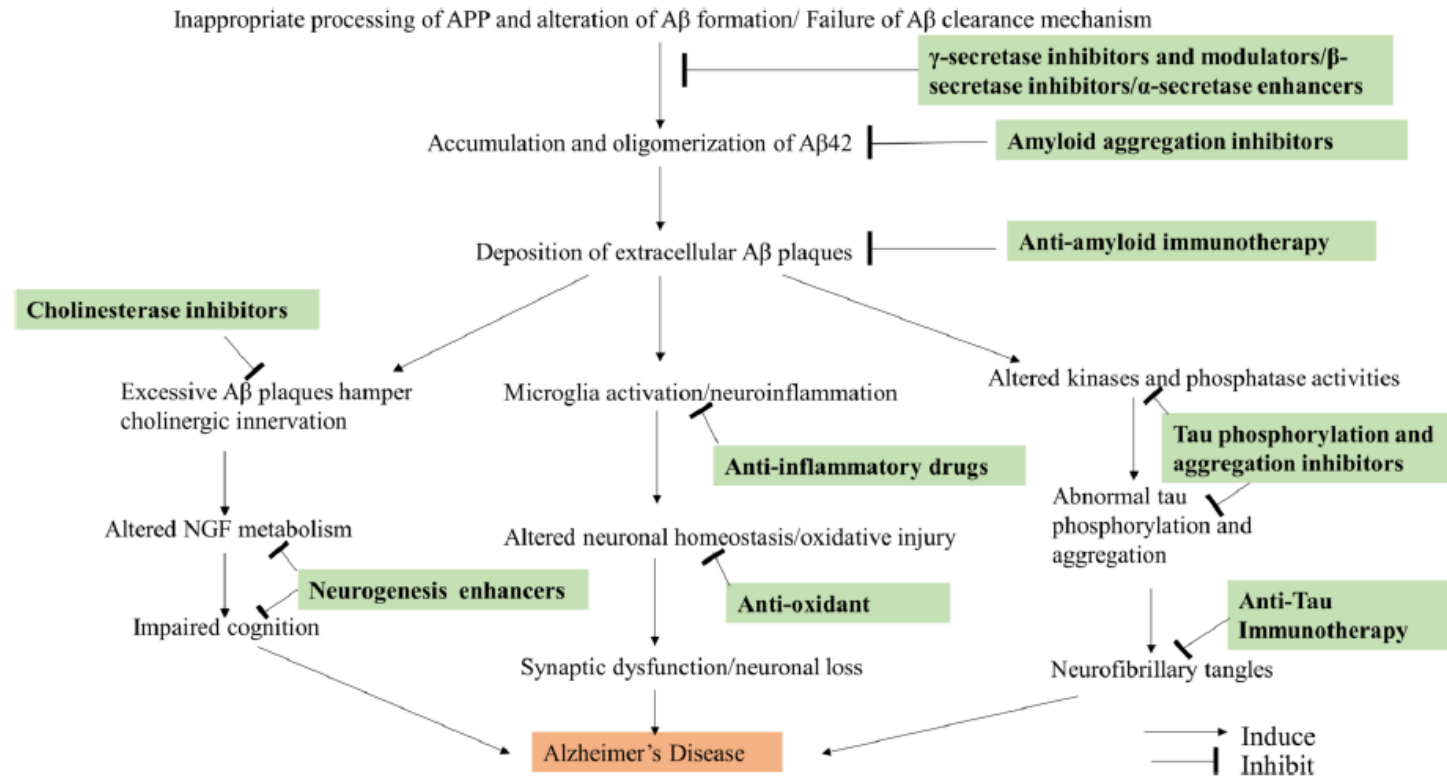 Inappropriate processing of APP and alteration of Aβ formation/ Failure of Aβ clearance mechanism
γ-secretase inhibitors and modulators/β-
secretase inhibitors/α-secretase enhancers
Accumulation and oligomerization of Aβ42
Amyloid aggregation inhibitors
Deposition of extracellular Aβ plaques
Anti-amyloid immunotherapy
Cholinesterase inhibitors
Excessive Aβ plaques hamper
cholinergic innervation
Microglia activation/neuroinflammation
Altered kinases and phosphatase activities
Tau phosphorylation and
aggregation inhibitors
Anti-inflammatory drugs
Abnormal tau
phosphorylation and
aggregation
Altered NGF metabolism
Altered neuronal homeostasis/oxidative injury
Neurogenesis enhancers
Anti-oxidant
Anti-Tau
Immunotherapy
Impaired cognition
Synaptic dysfunction/neuronal loss
Neurofibrillary tangles
Alzheimer’s Disease
Induce
Inhibit